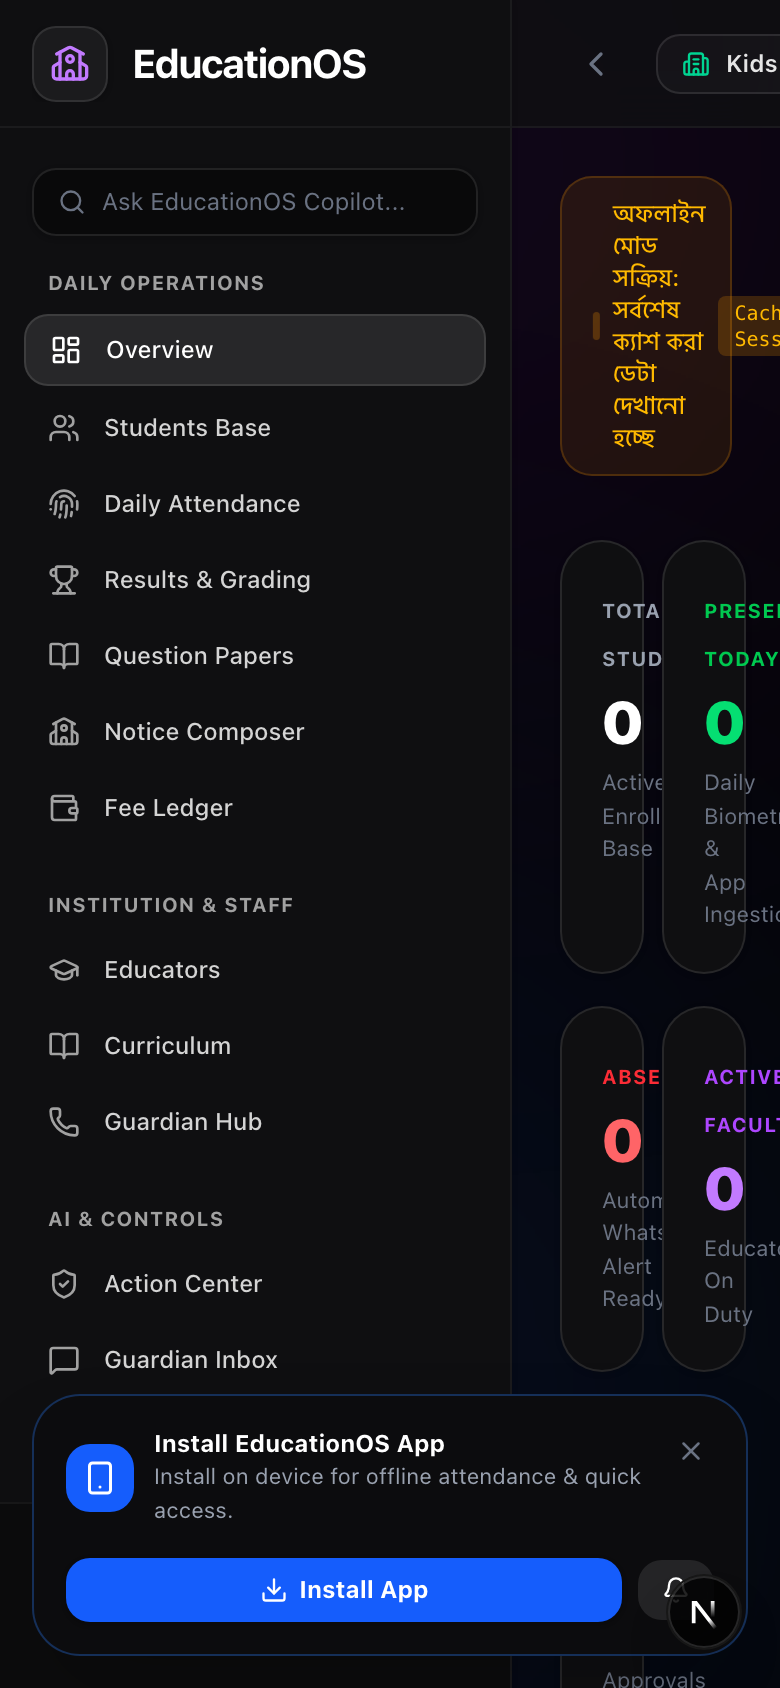 EducationOS
Kids
Ask EducationOS Copilot...
DAILY OPERATIONS
Overview
Students Base
Daily Attendance
Results & Grading
Question Papers
Notice Composer
Fee Ledger
INSTITUTION & STAFF
Educators
Curriculum
Guardian Hub
AI & CONTROLS
Action Center
Guardian Inbox
অফলাইন
মোড
সক্রিয়:
সর্বশেষ
ক্যাশ করা
ডেটা
দেখানো
হচ্ছে
Cach
Sess
TOTA
STUD
0
Active
Enroll
Base
PRESE
TODAY
0
Daily
Biomet
&
App
Ingesti
ABSE
0
Autom
Whats
Alert
Ready
ACTIVE
FACUL
0
Educat
On
Duty
Install EducationOS App
Install on device for offline attendance & quick
access.
Install App
N
Approvals